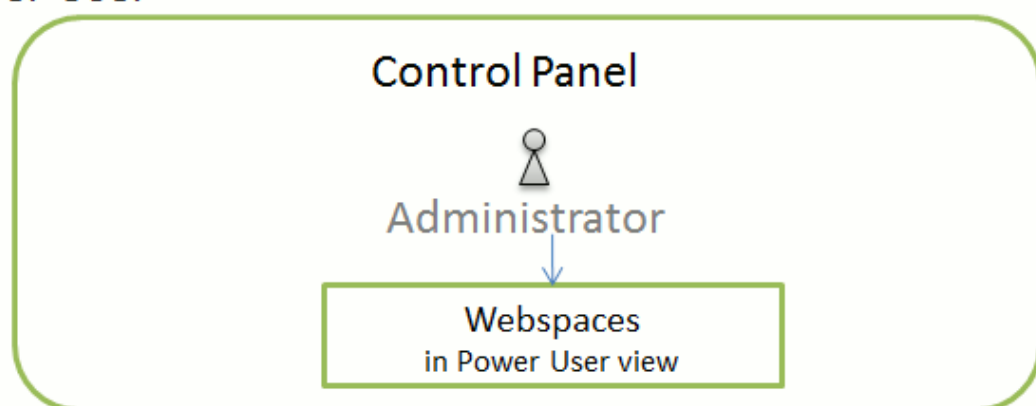 Control Panel
Administrator
Webspaces
in Power User view